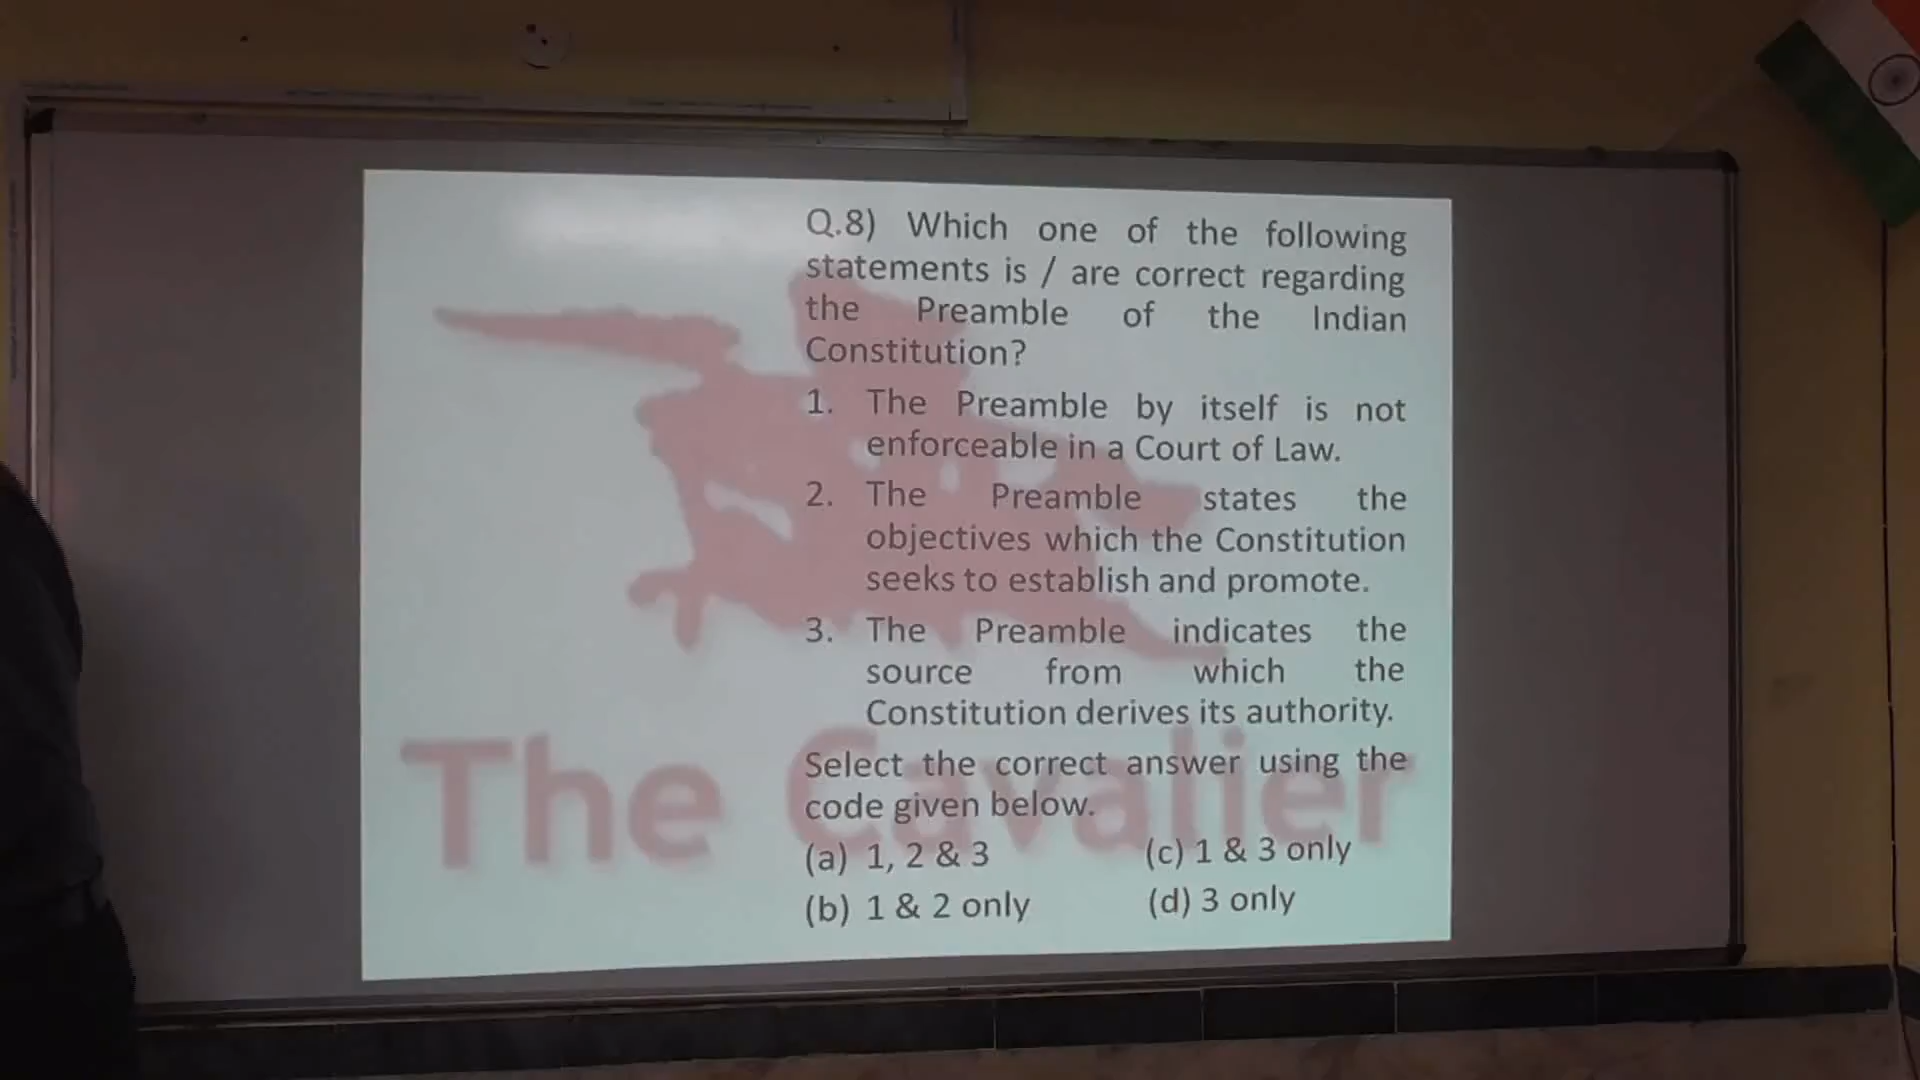 Q.8) Which one of the following
statements is / are correct regarding
the Preamble of the Indian
Constitution?
1. The Preamble by itself is not
enforceable in a Court of Law.
2. The Preamble states the
objectives which the Constitution
seeks to establish and promote.
3. The Preamble indicates the
source from which the
Constitution derives its authority.
Select the correct answer using the
code given below.
(a) 1, 2 & 3 (c) 1 & 3 only
(b) 1 & 2 only (d) 3 only
The Cavalier